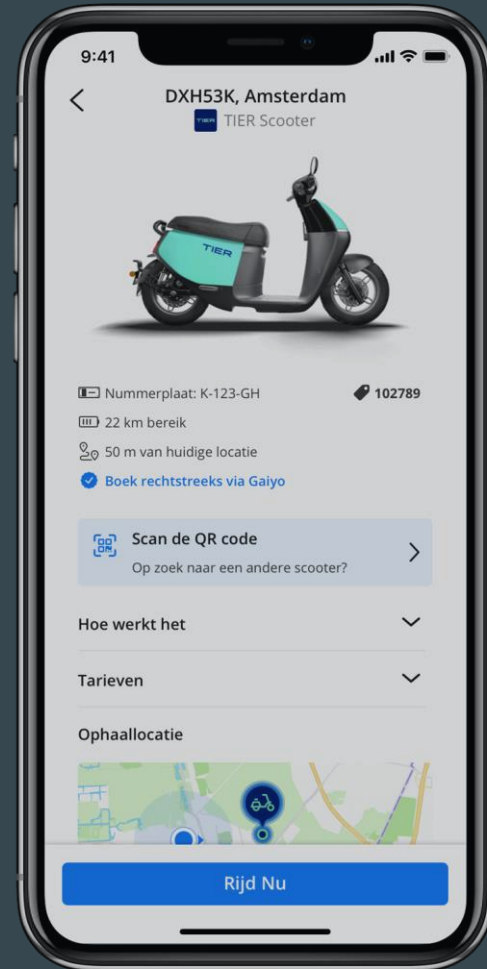 9:41
DXH53K, Amsterdam
TIER TIER Scooter
TIER
Nummerplaat: K-123-GH 102789
22 km bereik
50 m van huidige locatie
Boek rechtstreeks via Gaiyo
Scan de QR code
Op zoek naar een andere scooter?
Hoe werkt het
Tarieven
Ophaallocatie
Rijd Nu